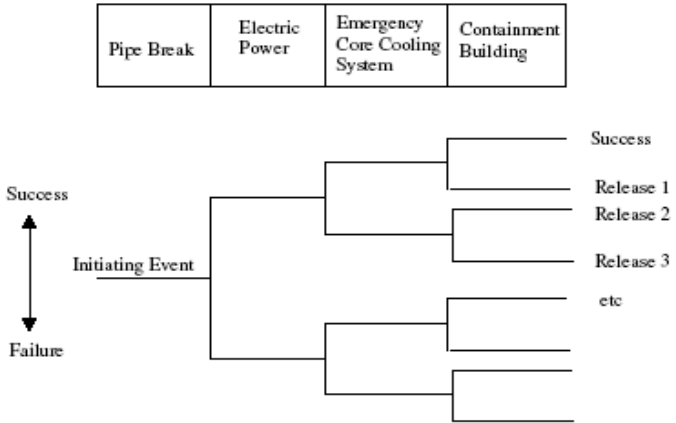 Pipe Break
Electric
Power
Emergency
Core Cooling
System
Containment
Building
Success
Release 1
Success
Release 2
Initiating Event
Release 3
etc
Failure